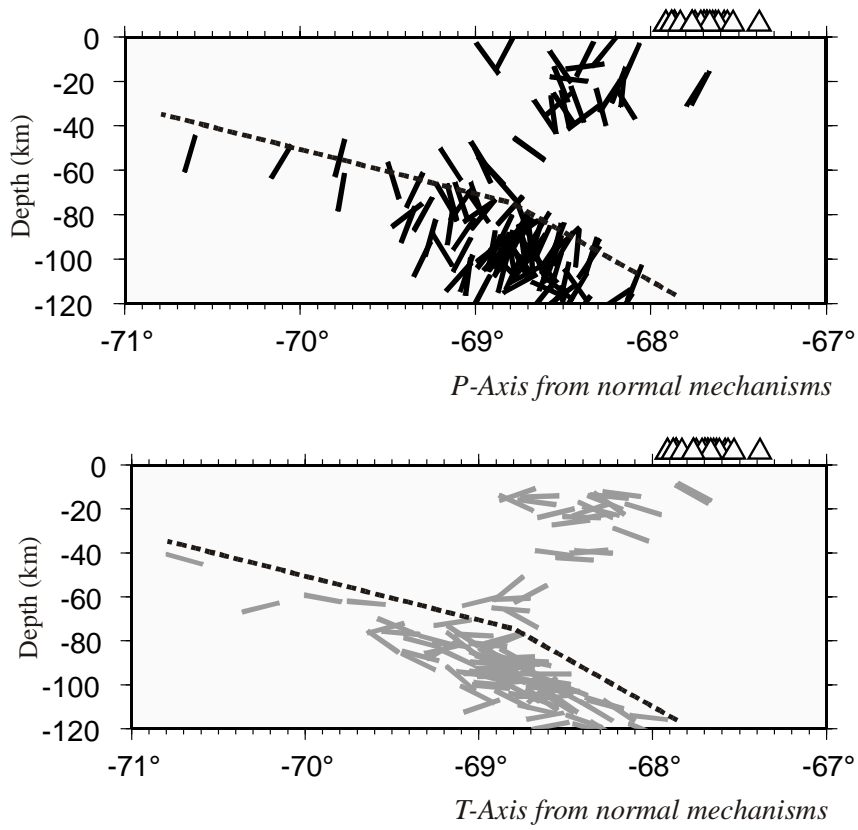 0
-20
-40
-60
-80
-100
-120
Depth (km)
-71° -70° -69° -68° -67°
P-Axis from normal mechanisms
0
-20
-40
-60
-80
-100
-120
Depth (km)
-71° -70° -69° -68° -67°
T-Axis from normal mechanisms